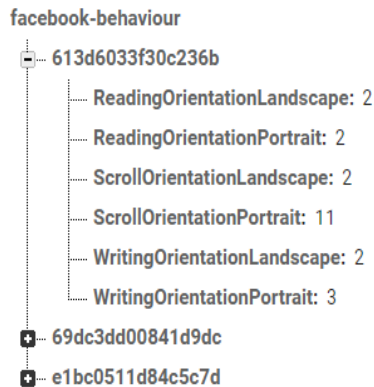 facebook-behaviour
613d6033f30c236b
ReadingOrientationLandscape: 2
ReadingOrientationPortrait: 2
ScrollOrientationLandscape: 2
ScrollOrientationPortrait: 11
WritingOrientationLandscape: 2
WritingOrientationPortrait: 3
69dc3dd00841d9dc
e1bc0511d84c5c7d